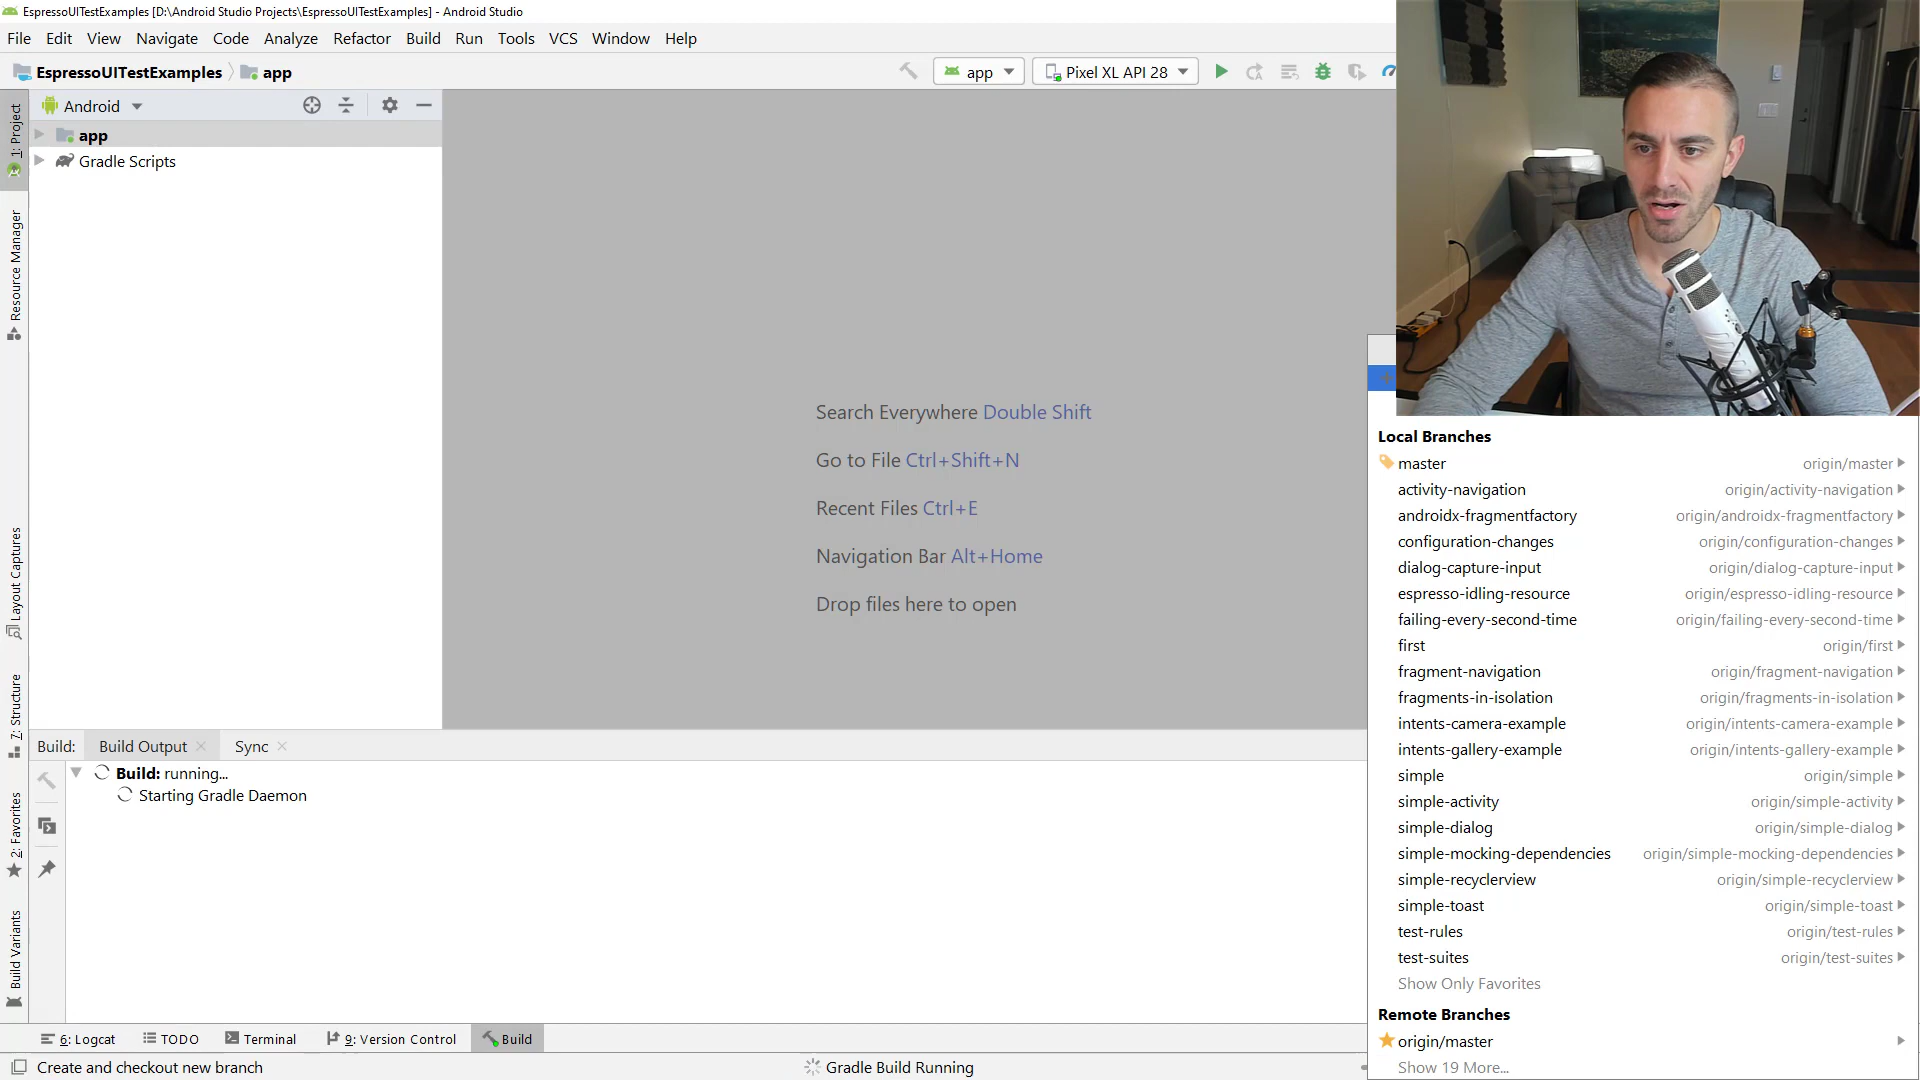 EspressoUITestExamples [D:\Android Studio Projects\EspressoUITestExamples] - Android Studio
File Edit View Navigate Code Analyze Refactor Build Run Tools VCS Window Help
EspressoUITestExamples app
app
Pixel XL API 28
Android
app
Gradle Scripts
1: Project
Resource Manager
Layout Captures
7: Structure
2: Favorites
Build Variants
Search Everywhere Double Shift
Go to File Ctrl+Shift+N
Recent Files Ctrl+E
Navigation Bar Alt+Home
Drop files here to open
Build: Build Output Sync
Build: running...
Starting Gradle Daemon
Local Branches
master origin/master
activity-navigation origin/activity-navigation
androidx-fragmentfactory origin/androidx-fragmentfactory
configuration-changes origin/configuration-changes
dialog-capture-input origin/dialog-capture-input
espresso-idling-resource origin/espresso-idling-resource
failing-every-second-time origin/failing-every-second-time
first origin/first
fragment-navigation origin/fragment-navigation
fragments-in-isolation origin/fragments-in-isolation
intents-camera-example origin/intents-camera-example
intents-gallery-example origin/intents-gallery-example
simple origin/simple
simple-activity origin/simple-activity
simple-dialog origin/simple-dialog
simple-mocking-dependencies origin/simple-mocking-dependencies
simple-recyclerview origin/simple-recyclerview
simple-toast origin/simple-toast
test-rules origin/test-rules
test-suites origin/test-suites
Show Only Favorites
Remote Branches
origin/master
Show 19 More...
6: Logcat TODO Terminal 9: Version Control Build
Create and checkout new branch
Gradle Build Running